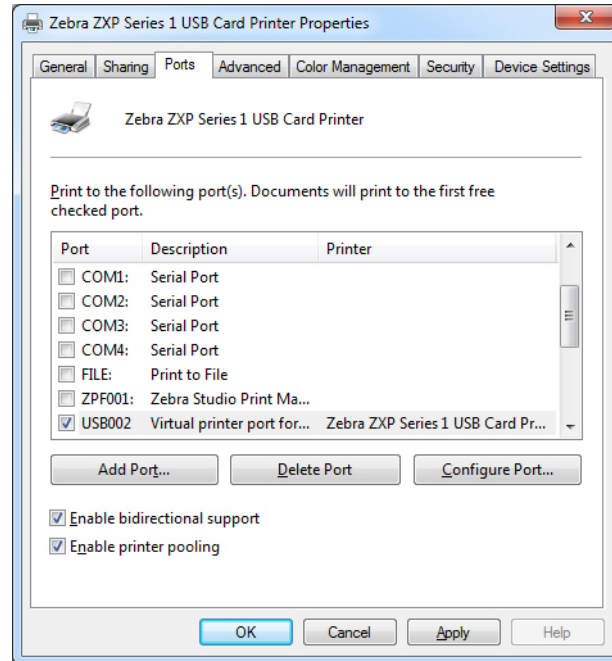 Zebra ZXP Series 1 USB Card Printer Properties
General Sharing Ports Advanced Color Management Security Device Settings
Zebra ZXP Series 1 USB Card Printer
Print to the following port(s). Documents will print to the first free
checked port.
Port Description Printer
COM1: Serial Port
COM2: Serial Port
COM3: Serial Port
COM4: Serial Port
FILE: Print to File
ZPF001: Zebra Studio Print Ma...
USB002 Virtual printer port for... Zebra ZXP Series 1 USB Card Pr...
Add Port... Delete Port Configure Port...
Enable bidirectional support
Enable printer pooling
OK Cancel Apply Help